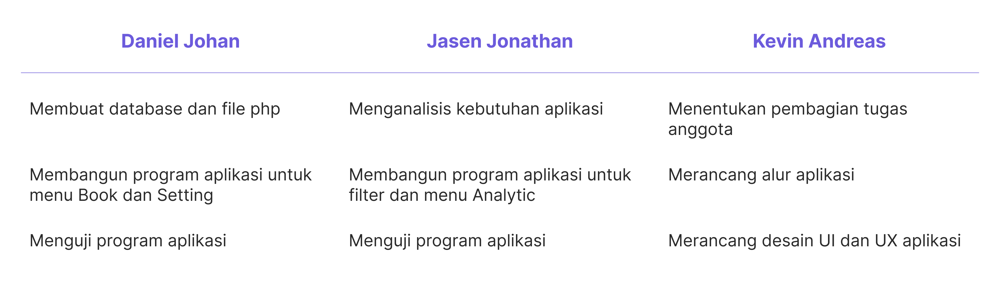 Daniel Johan
Jasen Jonathan
Kevin Andreas
Membuat database dan file php
Menganalisis kebutuhan aplikasi
Menentukan pembagian tugas
anggota
Membangun program aplikasi untuk
menu Book dan Setting
Membangun program aplikasi untuk
filter dan menu Analytic
Merancang alur aplikasi
Menguji program aplikasi
Menguji program aplikasi
Merancang desain UI dan UX aplikasi